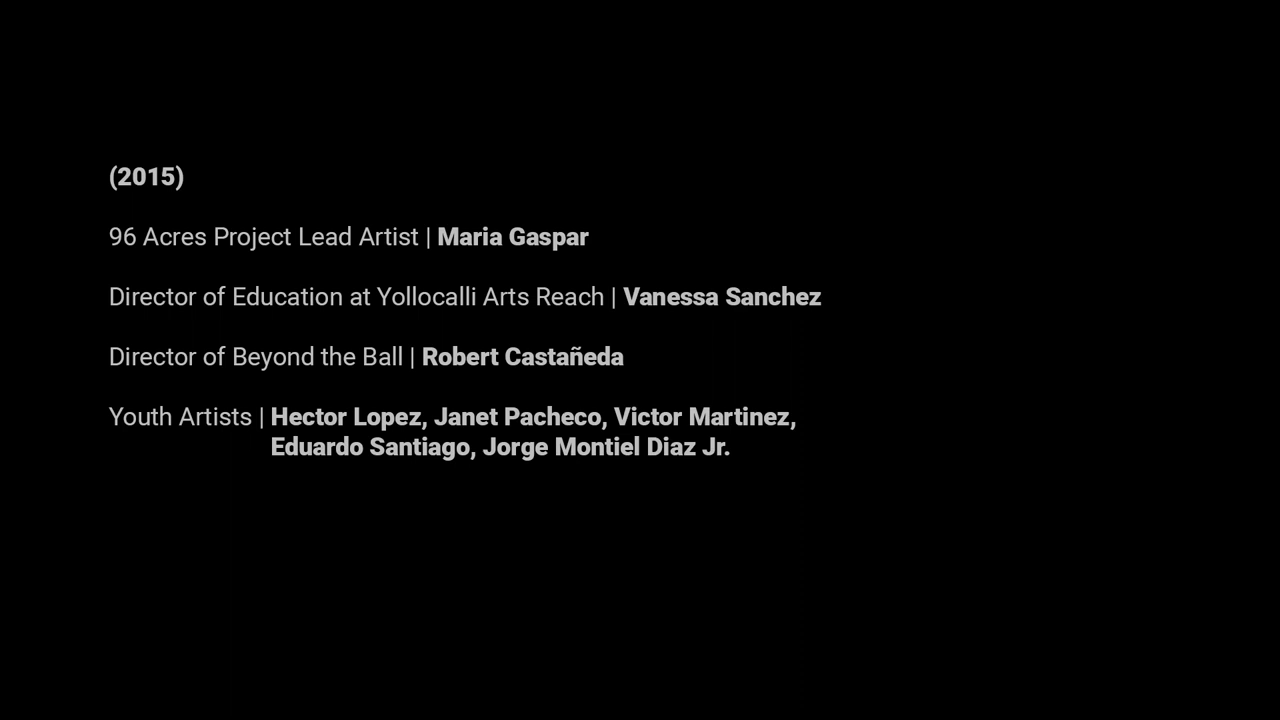 (2015)
96 Acres Project Lead Artist | Maria Gaspar
Director of Education at Yollocalli Arts Reach | Vanessa Sanchez
Director of Beyond the Ball | Robert Castañeda
Youth Artists | Hector Lopez, Janet Pacheco, Victor Martinez,
Eduardo Santiago, Jorge Montiel Diaz Jr.